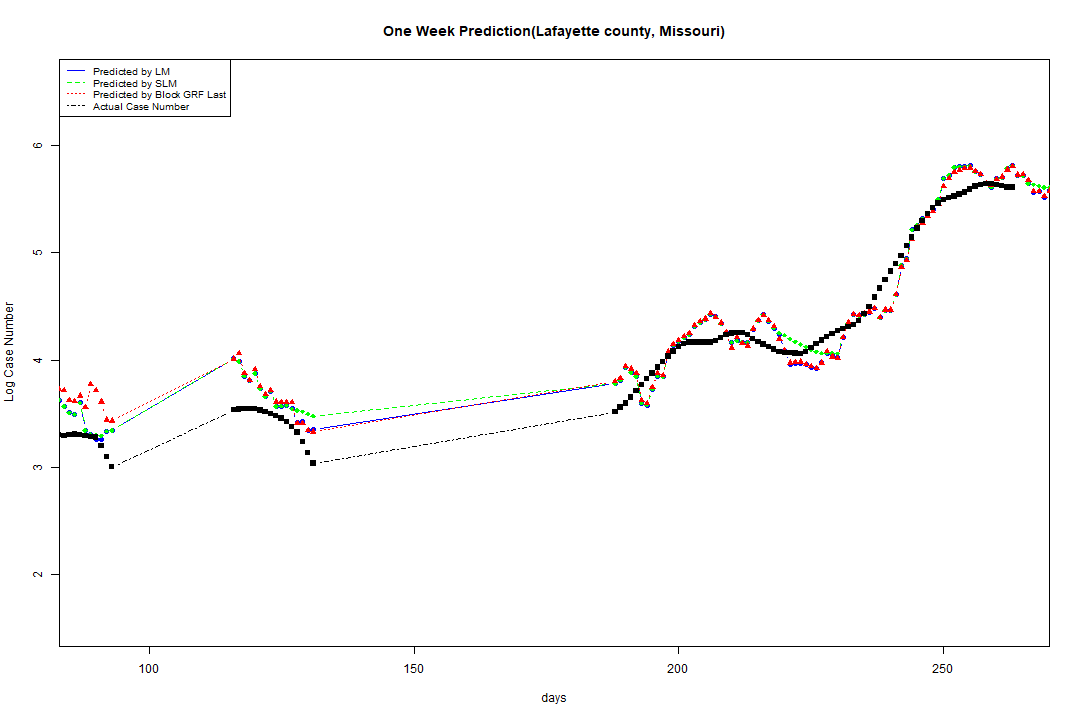 One Week Prediction(Lafayette county, Missouri)
Predicted by LM
Predicted by SLM
Predicted by Block GRF Last
Actual Case Number
6
5
4
3
2
Log Case Number
100
150
200
250
days